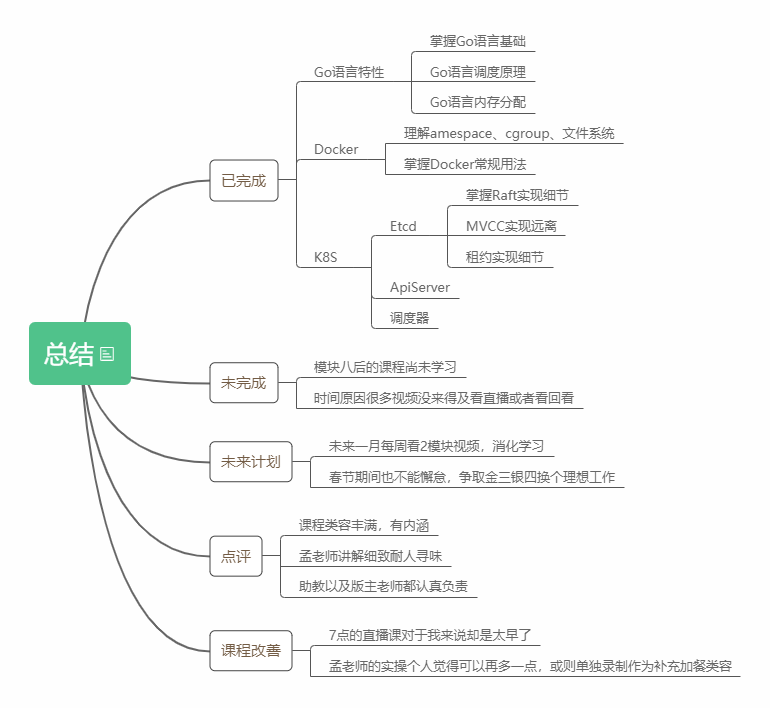 总结
已完成
Go语言特性
掌握Go语言基础
Go语言调度原理
Go语言内存分配
Docker
理解amespace、cgroup、文件系统
掌握Docker常规用法
K8S
Etcd
掌握Raft实现细节
MVCC实现远离
租约实现细节
ApiServer
调度器
未完成
模块八后的课程尚未学习
时间原因很多视频没来得及看直播或者看回看
未来计划
未来一月每周看2模块视频，消化学习
春节期间也不能懈怠，争取金三银四换个理想工作
点评
课程类容丰满，有内涵
孟老师讲解细致耐人寻味
助教以及版主老师都认真负责
课程改善
7点的直播课对于我来说却是太早了
孟老师的实操个人觉得可以再多一点，或则单独录制作为补充加餐类容